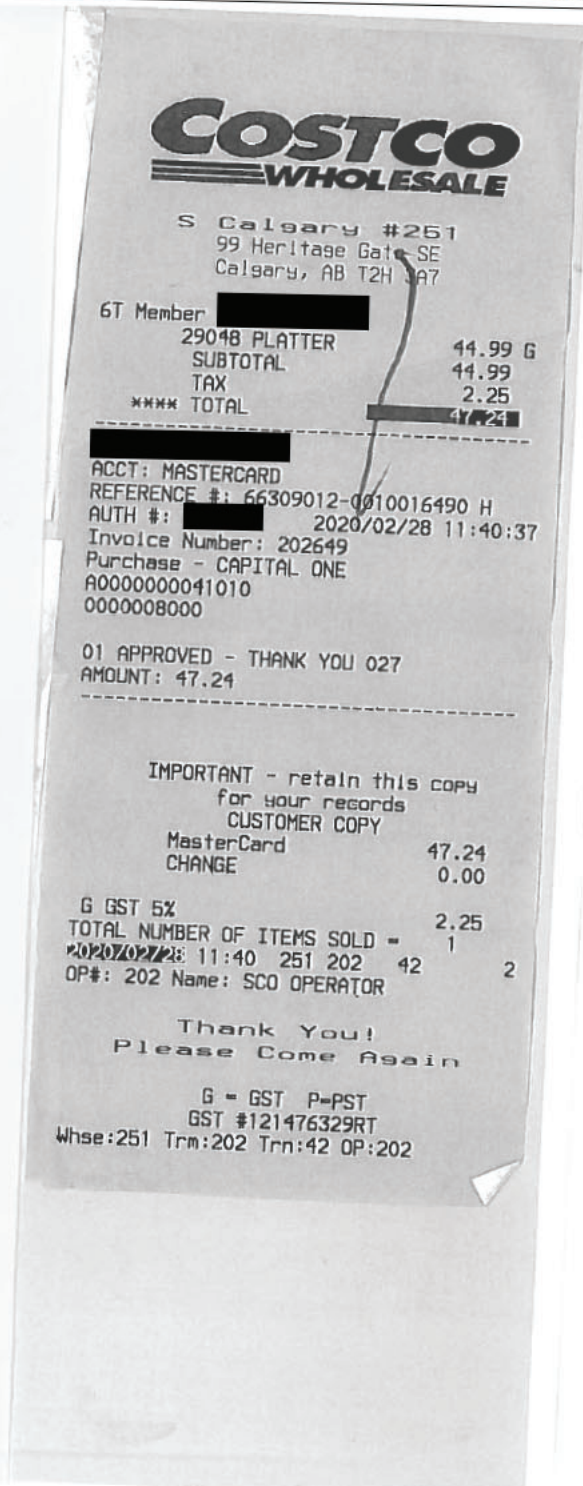 COSTCO
WHOLESALE
S Calgary #251
99 Heritage Gate SE
Calgary, AB T2H A7
6T Member
29048 PLATTER 44.99 G
SUBTOTAL 44.99
TAX 2.25
**** TOTAL 47.24
ACCT: MASTERCARD
REFERENCE #: 66309012-0010016490 H
AUTH #: 2020/02/28 11:40:37
Invoice Number: 202649
Purchase - CAPITAL ONE
A0000000041010
0000008000
01 APPROVED - THANK YOU 027
AMOUNT: 47.24
IMPORTANT - retain this copy
for your records
CUSTOMER COPY
MasterCard 47.24
CHANGE 0.00
G GST 5% 2.25
TOTAL NUMBER OF ITEMS SOLD = 1
2020/02/28 11:40 251 202 42 2
OP#: 202 Name: SCO OPERATOR
Thank You!
Please Come Again
G = GST P=PST
GST #121476329RT
Whse:251 Trm:202 Trn:42 OP:202